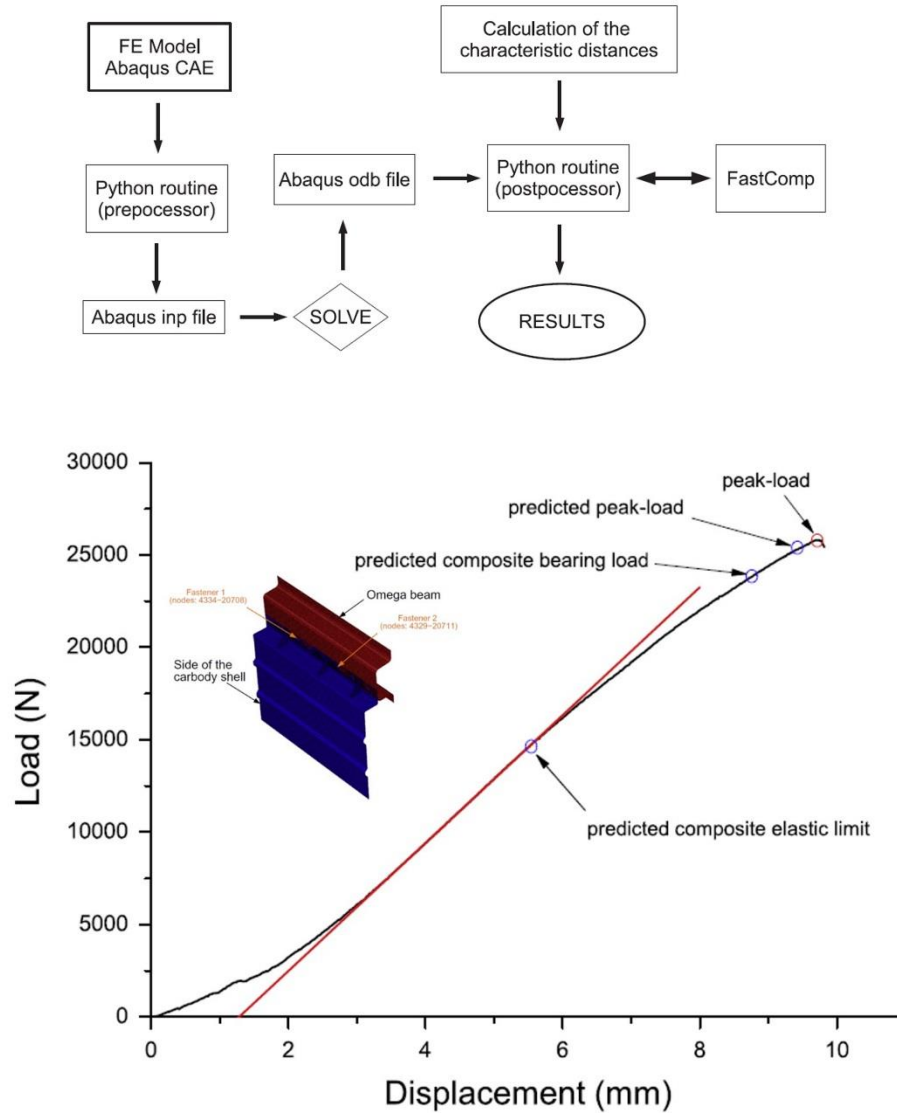 FE Model
Abaqus CAE
Calculation of the
characteristic distances
Python routine
(prepocessor)
Abaqus odb file
Python routine
(postpocessor)
FastComp
Abaqus inp file
SOLVE
RESULTS
30000
25000
20000
15000
10000
5000
0
Load (N)
peak-load
predicted peak-load
predicted composite bearing load
predicted composite elastic limit
Fastener 1
(nodes: 4334-20708)
Omega beam
Fastener 2
(nodes: 4329-20711)
Side of the
carbody shell
0
2
4
6
8
10
Displacement (mm)